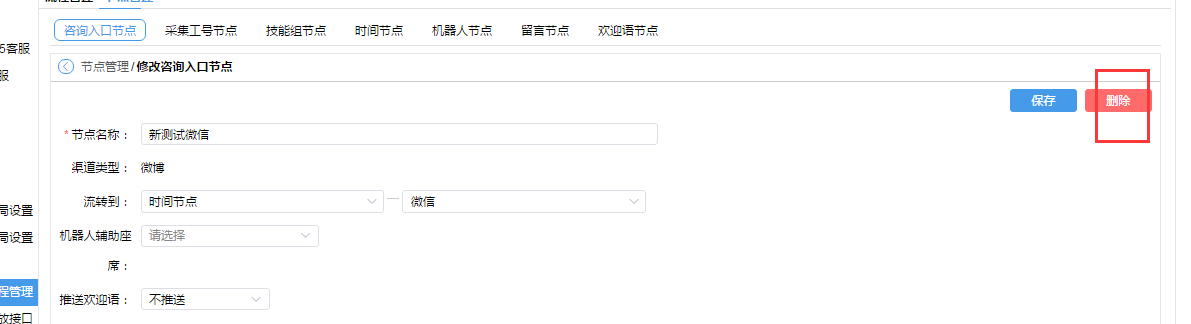 咨询入口节点 采集工号节点 技能组节点 时间节点 机器人节点 留言节点 欢迎语节点
5客服
服
节点管理/修改咨询入口节点
保存 删除
*节点名称： 新测试微信
渠道类型： 微博
流转到： 时间节点 — 微信
局设置
机器人辅助座席： 请选择
局设置
程管理
推送欢迎语： 不推送
放接口